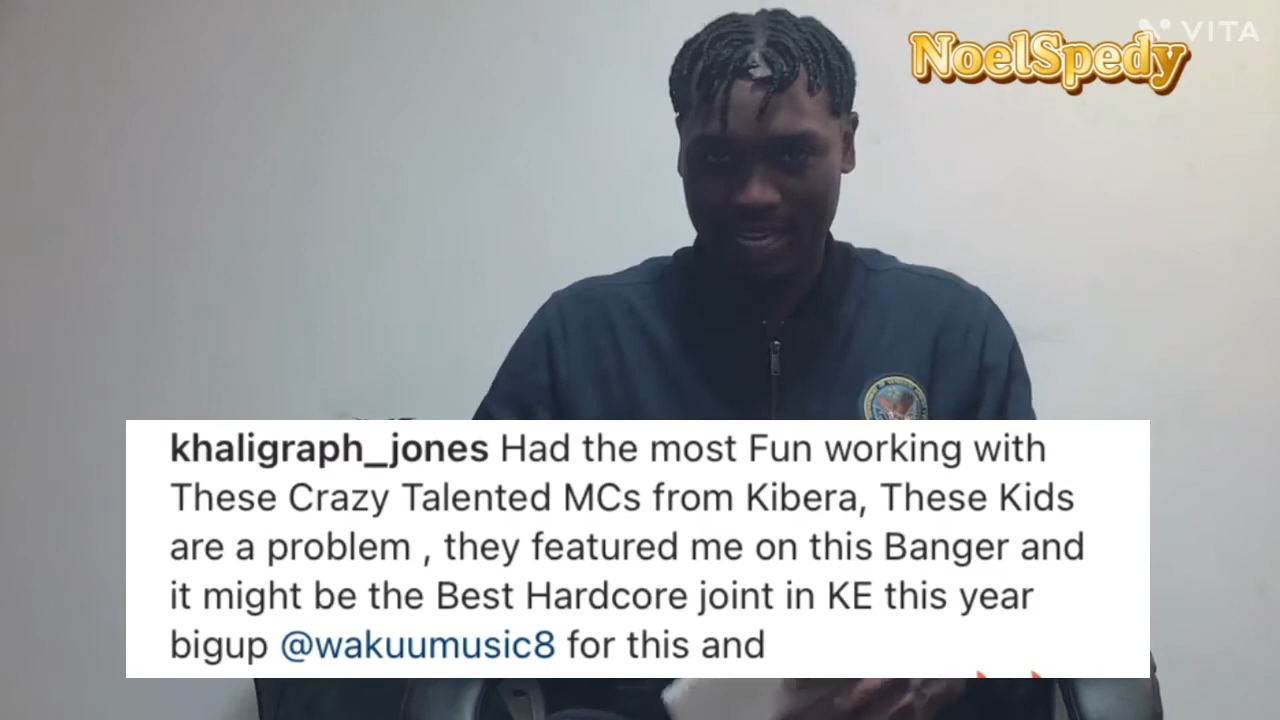 VITA
NoelSpedy
khaligraph_jones Had the most Fun working with
These Crazy Talented MCs from Kibera, These Kids
are a problem , they featured me on this Banger and
it might be the Best Hardcore joint in KE this year
bigup @wakuumusic8 for this and